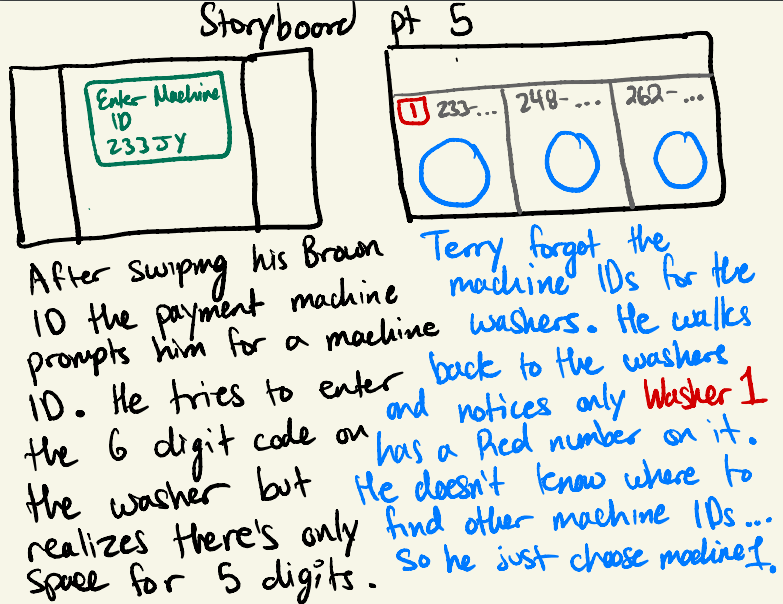 Storyboard pt 5
Enter Machine
ID
233JY
1 233-... 248-... 262-...
After swiping his Brown
ID the payment machine
prompts him for a machine
ID. He tries to enter
the 6 digit code on
the washer but
realizes there's only
space for 5 digits.
Terry forgot the
machine IDs for the
washers. He walks
back to the washers
and notices only Washer 1
has a Red number on it.
He doesn't know where to
find other machine IDs...
so he just choose machine 1.